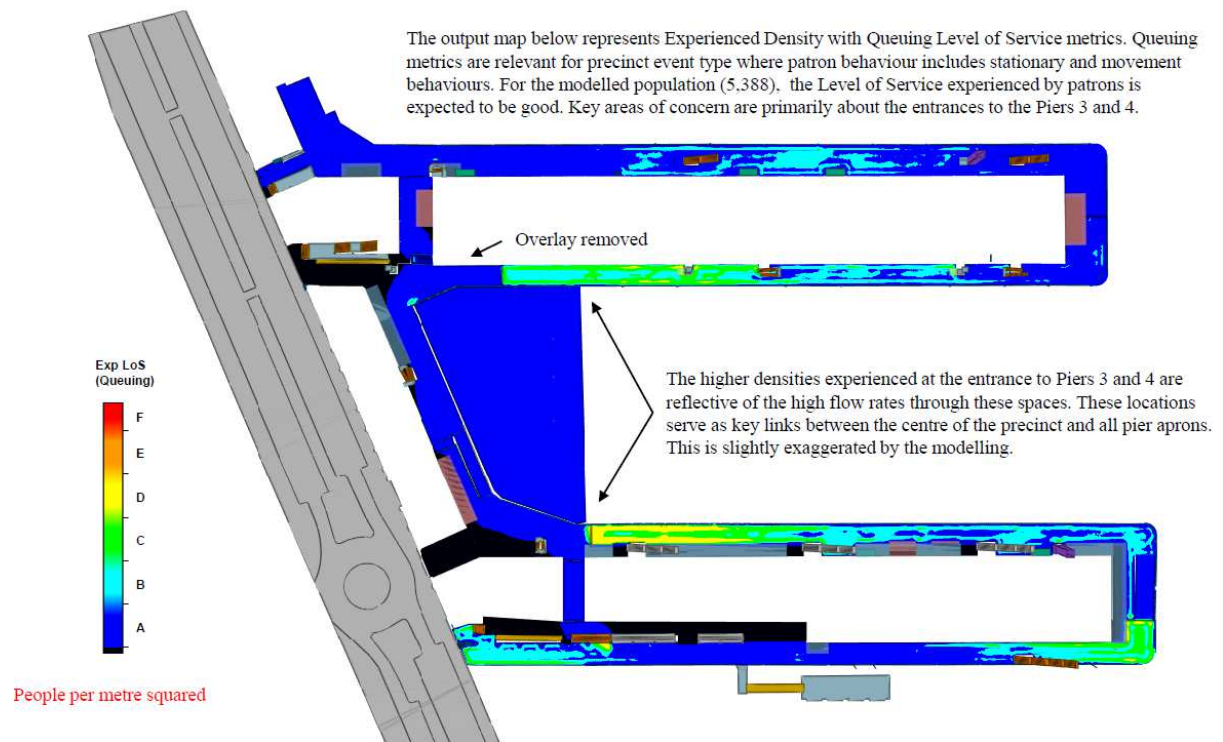 The output map below represents Experienced Density with Queuing Level of Service metrics. Queuing
metrics are relevant for precinct event type where patron behaviour includes stationary and movement
behaviours. For the modelled population (5,388), the Level of Service experienced by patrons is
expected to be good. Key areas of concern are primarily about the entrances to the Piers 3 and 4.
Overlay removed
Exp LoS
(Queuing)
F
E
D
C
B
A
The higher densities experienced at the entrance to Piers 3 and 4 are
reflective of the high flow rates through these spaces. These locations
serve as key links between the centre of the precinct and all pier aprons.
This is slightly exaggerated by the modelling.
People per metre squared